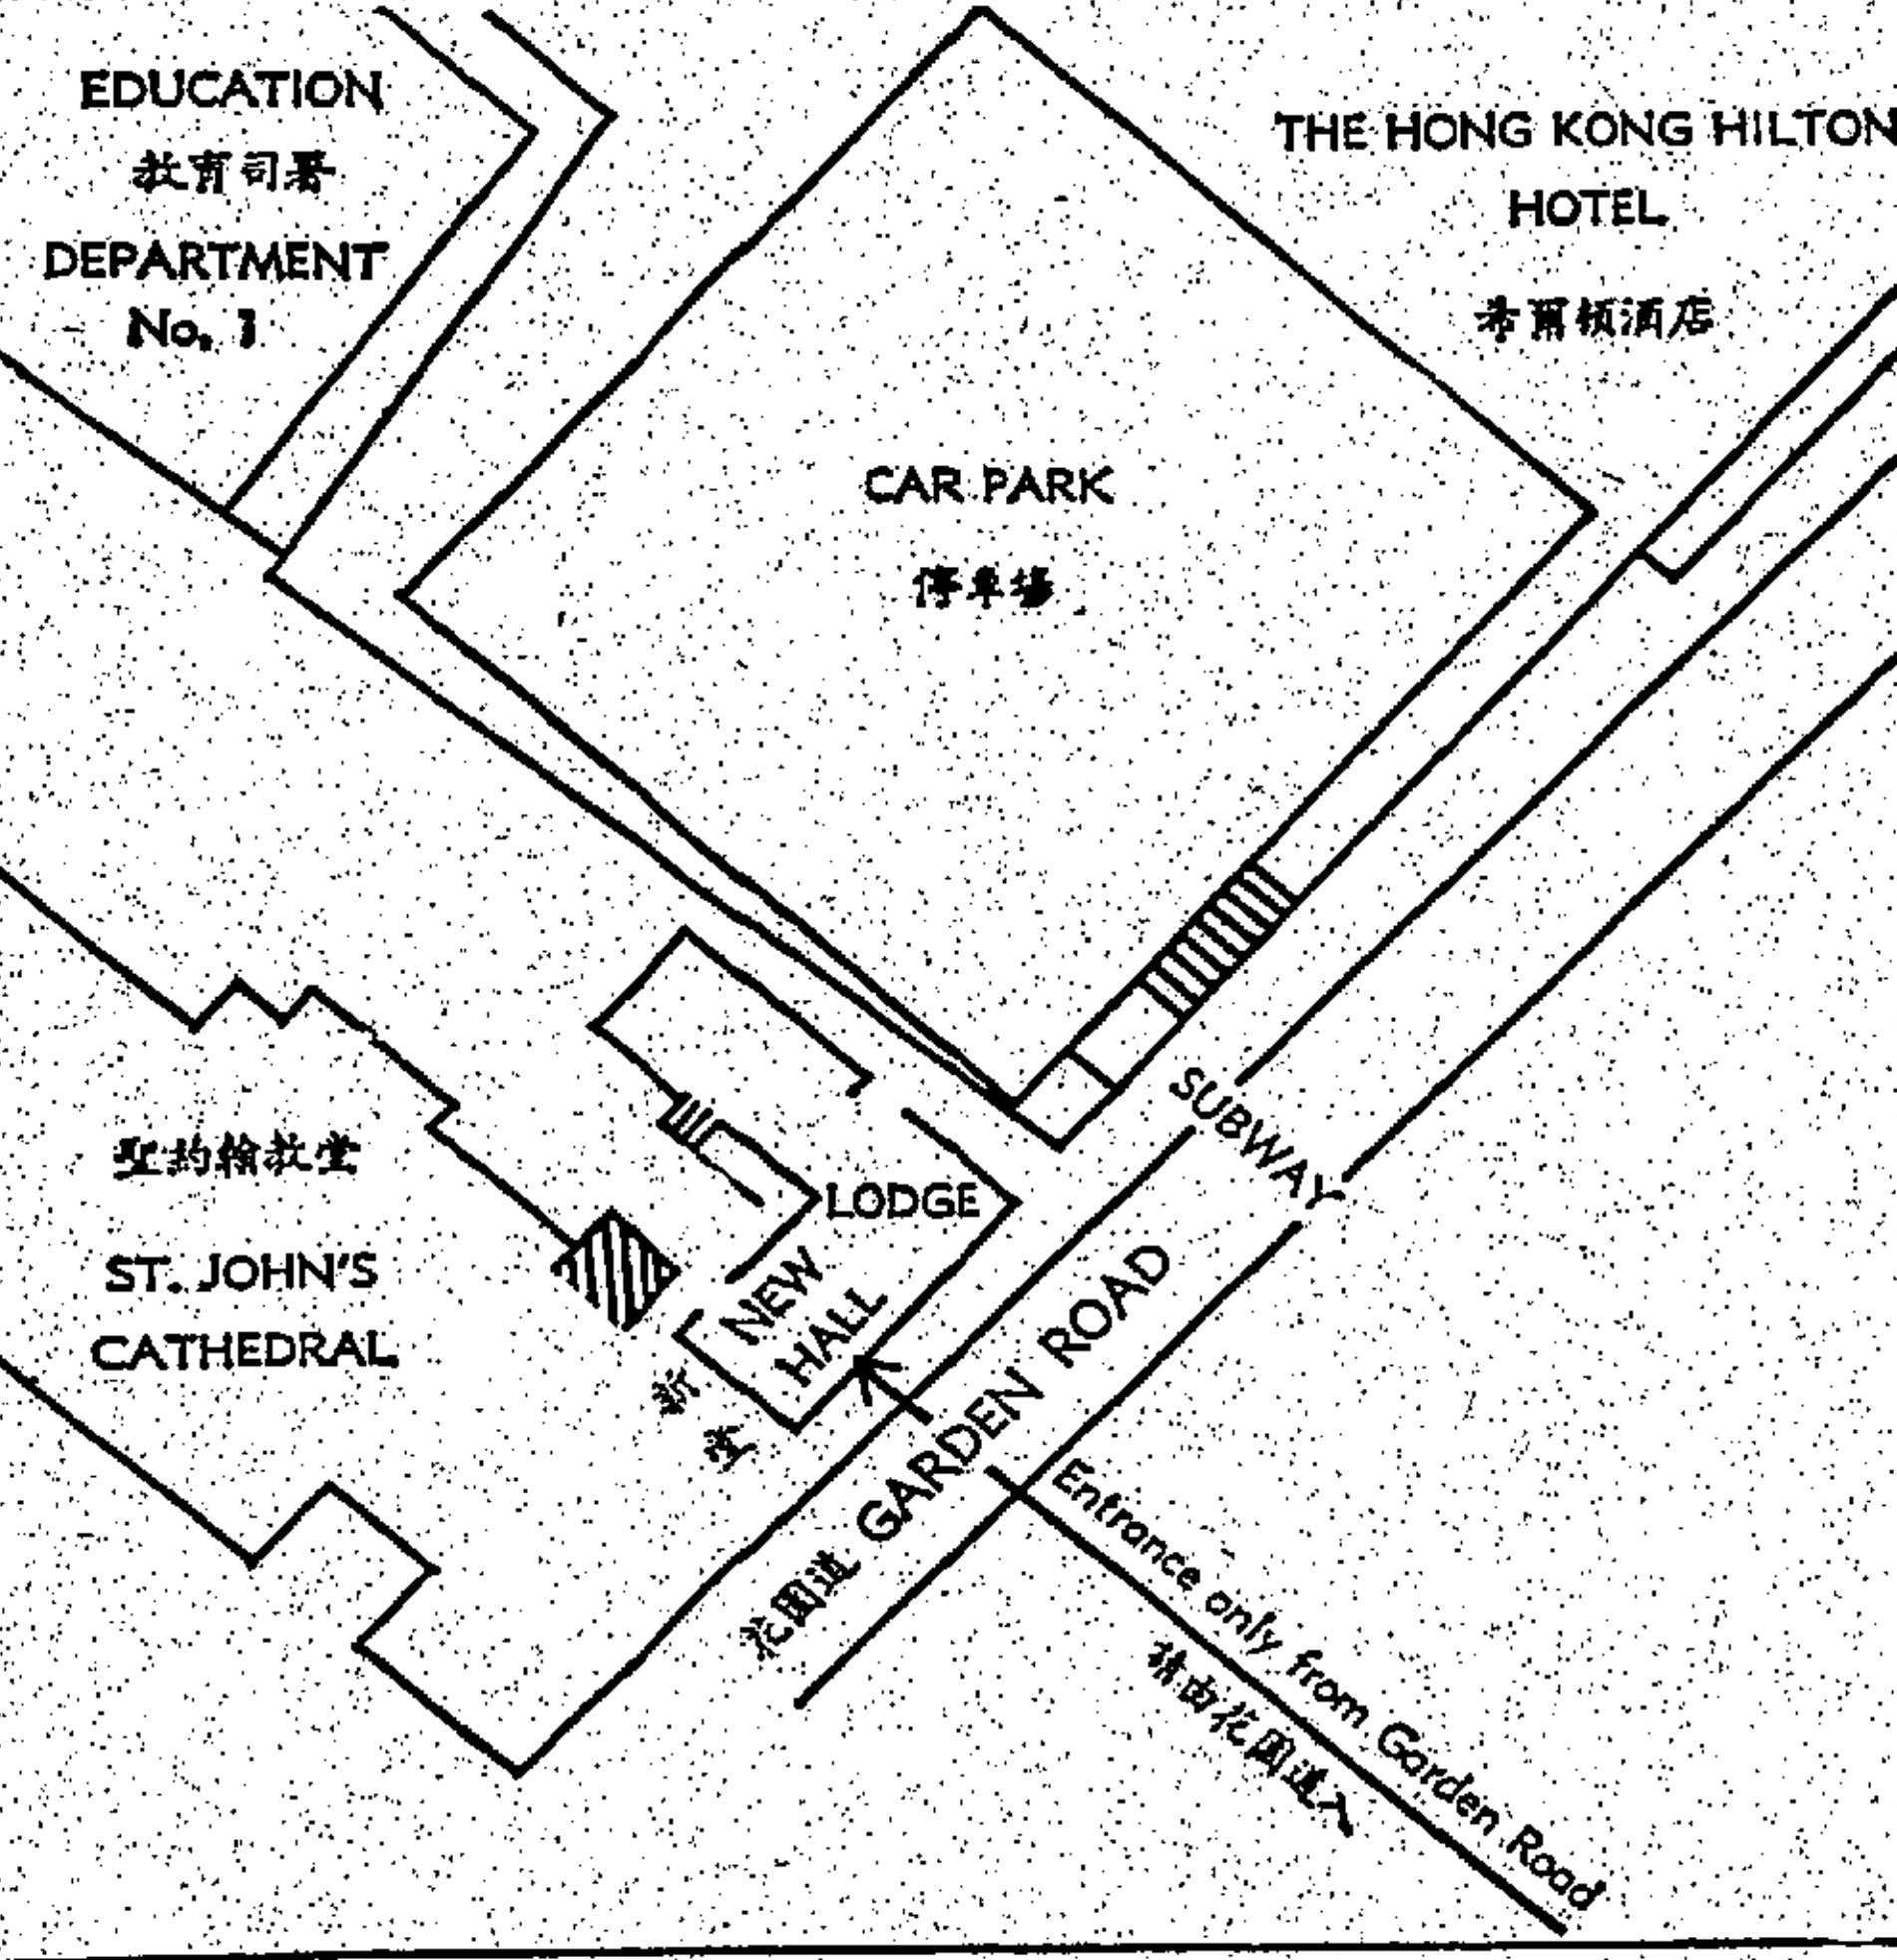 EDUCATION
教育司署
DEPARTMENT
No. 1
THE HONG KONG HILTON
HOTEL
希爾頓酒店
CAR PARK
停車場
SUBWAY
LODGE
NEW
HALL
新堂
聖約翰教堂
ST. JOHN'S
CATHEDRAL
花園道 GARDEN ROAD
Entrance only from Garden Road
請由花園道入